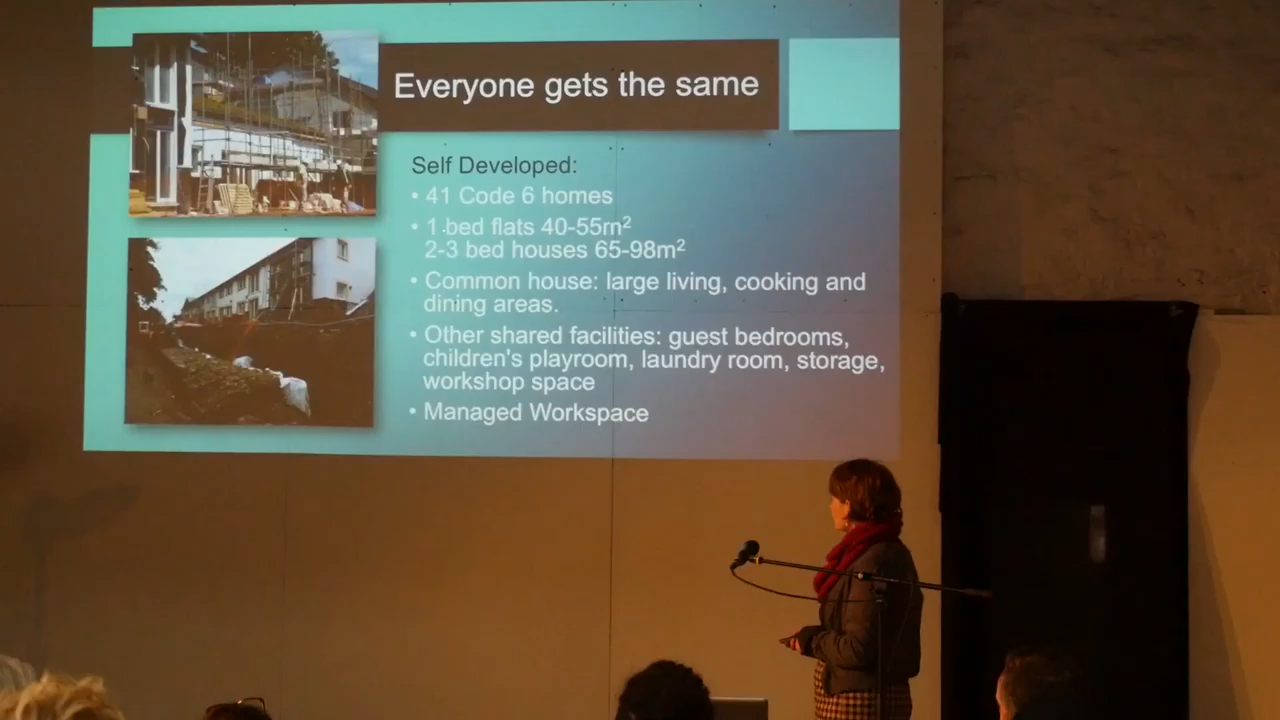 Everyone gets the same
Self Developed:
• 41 Code 6 homes
• 1 bed flats 40-55m²
2-3 bed houses 65-98m²
• Common house: large living, cooking and
dining areas.
• Other shared facilities: guest bedrooms,
children's playroom, laundry room, storage,
workshop space
• Managed Workspace